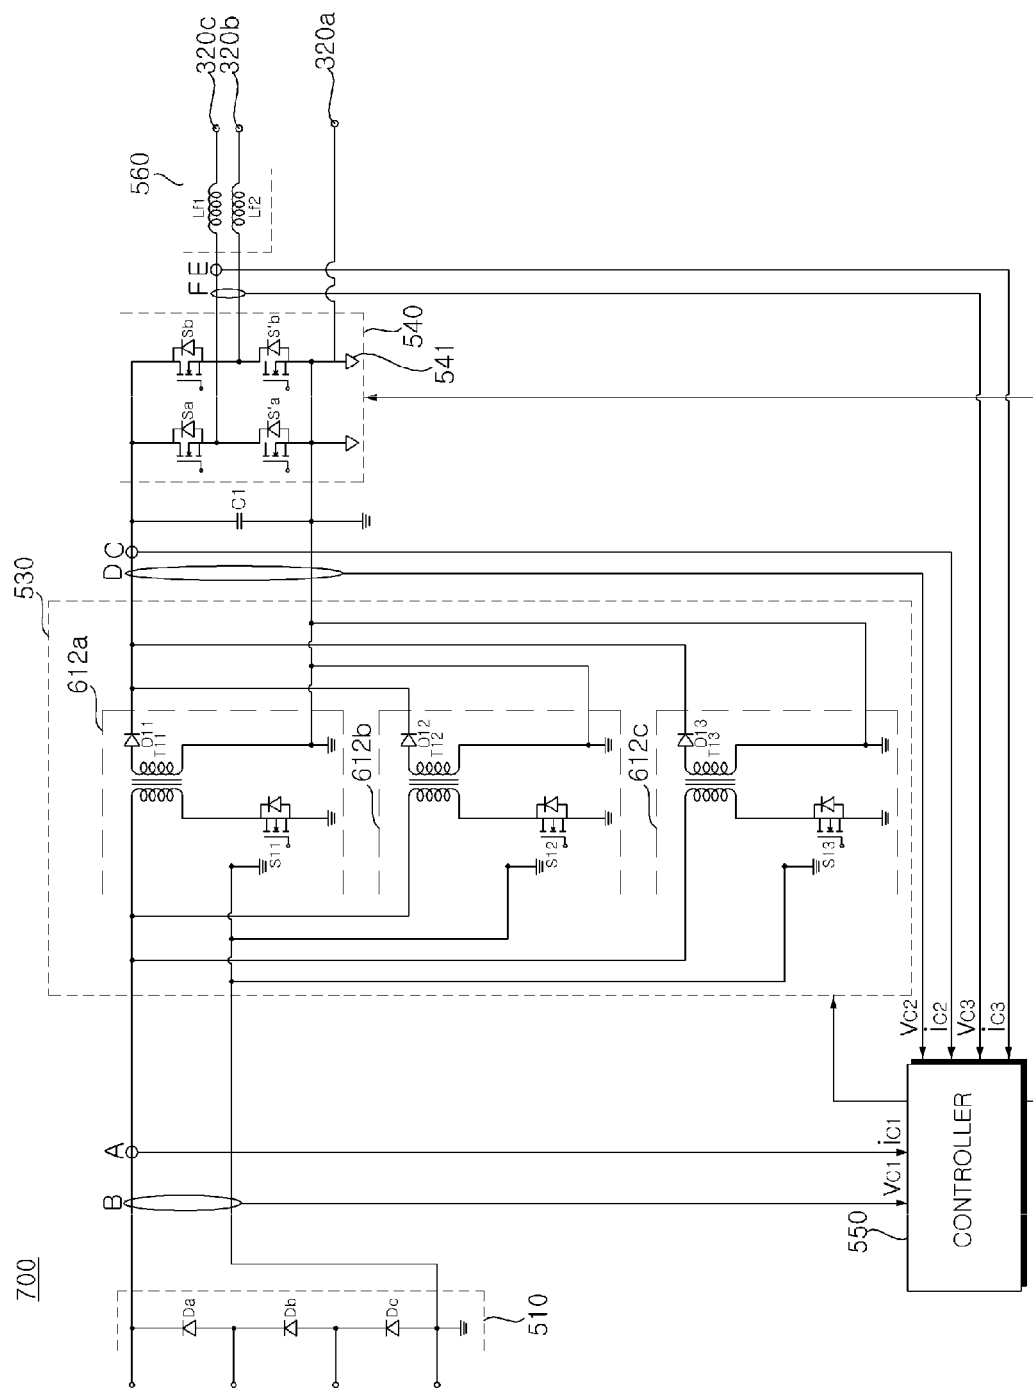 700
510
Da
Db
Dc
B
A
VC1
iC1
550
CONTROLLER
VC2
iC2
VC3
iC3
530
612a
D11
T11
S11
612b
D12
T12
S12
612c
D13
T13
S13
D
C
C1
Sa
S'a
Sb
S'b
540
541
F
E
560
Lf1
Lf2
320c
320b
320a